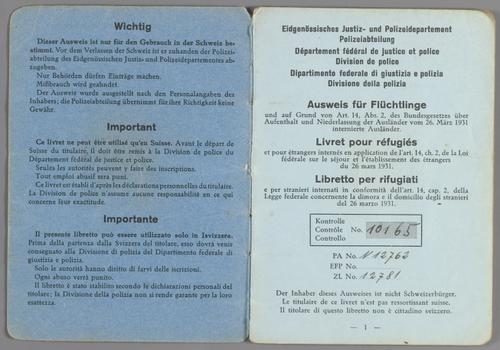 Wichtig
Dieser Ausweis ist nur für den Gebrauch in der Schweiz be-
stimmt. Vor dem Verlassen der Schweiz ist er zuhanden der Polizei-
abteilung des Eidgenössischen Justiz- und Polizeidepartementes ab-
zugeben.
Nur Behörden dürfen Einträge machen.
Mißbrauch wird geahndet.
Der Ausweis wurde ausgestellt nach den Personalangaben des
Inhabers; die Polizeiabteilung übernimmt für ihre Richtigkeit keine
Gewähr.
Important
Ce livret ne peut être utilisé qu'en Suisse. Avant le départ de
Suisse du titulaire, il doit être remis à la Division de police du
Département fédéral de justice et police.
Seules les autorités peuvent y faire des inscriptions.
Tout emploi abusif sera puni.
Ce livret est établi d'après les déclarations personnelles du titulaire.
La Division de police n'assume aucune responsabilité en ce qui
concerne leur exactitude.
Importante
Il presente libretto può essere utilizzato solo in Isvizzera.
Prima della partenza dalla Svizzera del titolare, esso dovrà venis
consegnato alla Divisione di polizia del Dipartimento federale di
giustizia e polizia.
Solo le autorità hanno diritto di farvi delle iscrizioni.
Ogni abuso verrà punito.
Il libretto è stato stabilito secondo le dichiarazioni personali del
titolare; la Divisione della polizia non si rende garante per la loro
esattezza.
Eidgenössisches Justiz- und Polizeidepartement
Polizeiabteilung
Département fédéral de justice et police
Division de police
Dipartimento federale di giustizia e polizia
Divisione della polizia
Ausweis für Flüchtlinge
und auf Grund von Art. 14, Abs. 2, des Bundesgesetzes über
Aufenthalt und Niederlassung der Ausländer vom 26. März 1931
internierte Ausländer.
Livret pour réfugiés
et pour étrangers internés en application de l'art. 14, ch. 2, de la Loi
fédérale sur le séjour et l'établissement des étrangers
du 26 mars 1931.
Libretto per rifugiati
e per stranieri internati in conformità dell'art. 14, cap. 2, della
Legge federale concernente la dimora e il domicilio degli stranieri
del 26 marzo 1931.
Kontrolle
Contrôle No. 10165
Controllo
PA No. N 12762
EFP No.
ZL No. 12781
Der Inhaber dieses Ausweises ist nicht Schweizerbürger.
Le titulaire de ce livret n'est pas ressortissant suisse.
Il titolare di questo libretto non è cittadino svizzero.
— 1 —